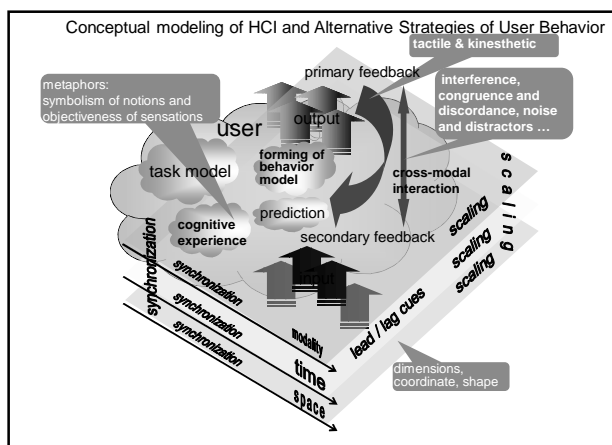 Conceptual modeling of HCI and Alternative Strategies of User Behavior
tactile & kinesthetic
primary feedback
metaphors:
symbolism of notions and
objectiveness of sensations
interference,
congruence and
discordance, noise
and distractors ...
user
output
task model
forming of
behavior
model
cross-modal
interaction
prediction
cognitive
experience
secondary feedback
input
scaling
scaling
scaling
scaling
synchronization
synchronization
synchronization
synchronization
modality
time
space
lead / lag cues
dimensions,
coordinate, shape